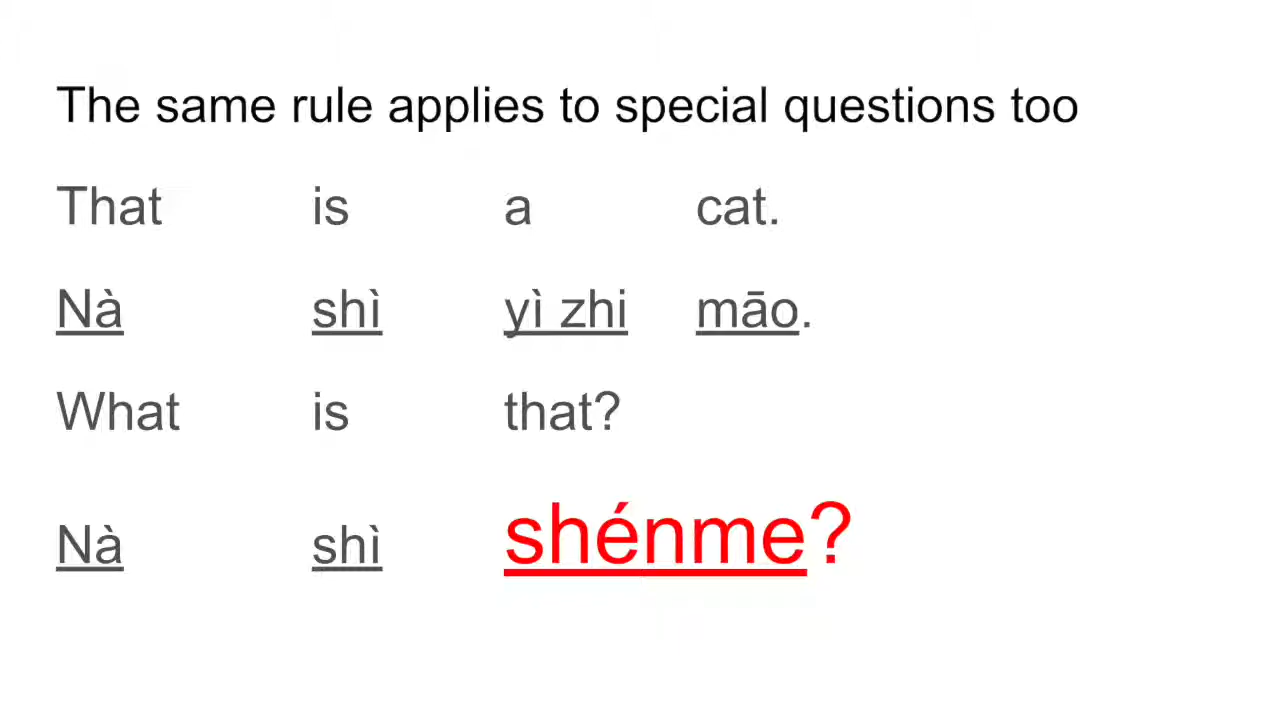 The same rule applies to special questions too
That is a cat.
Nà shì yì zhi māo.
What is that?
Nà shì shénme?